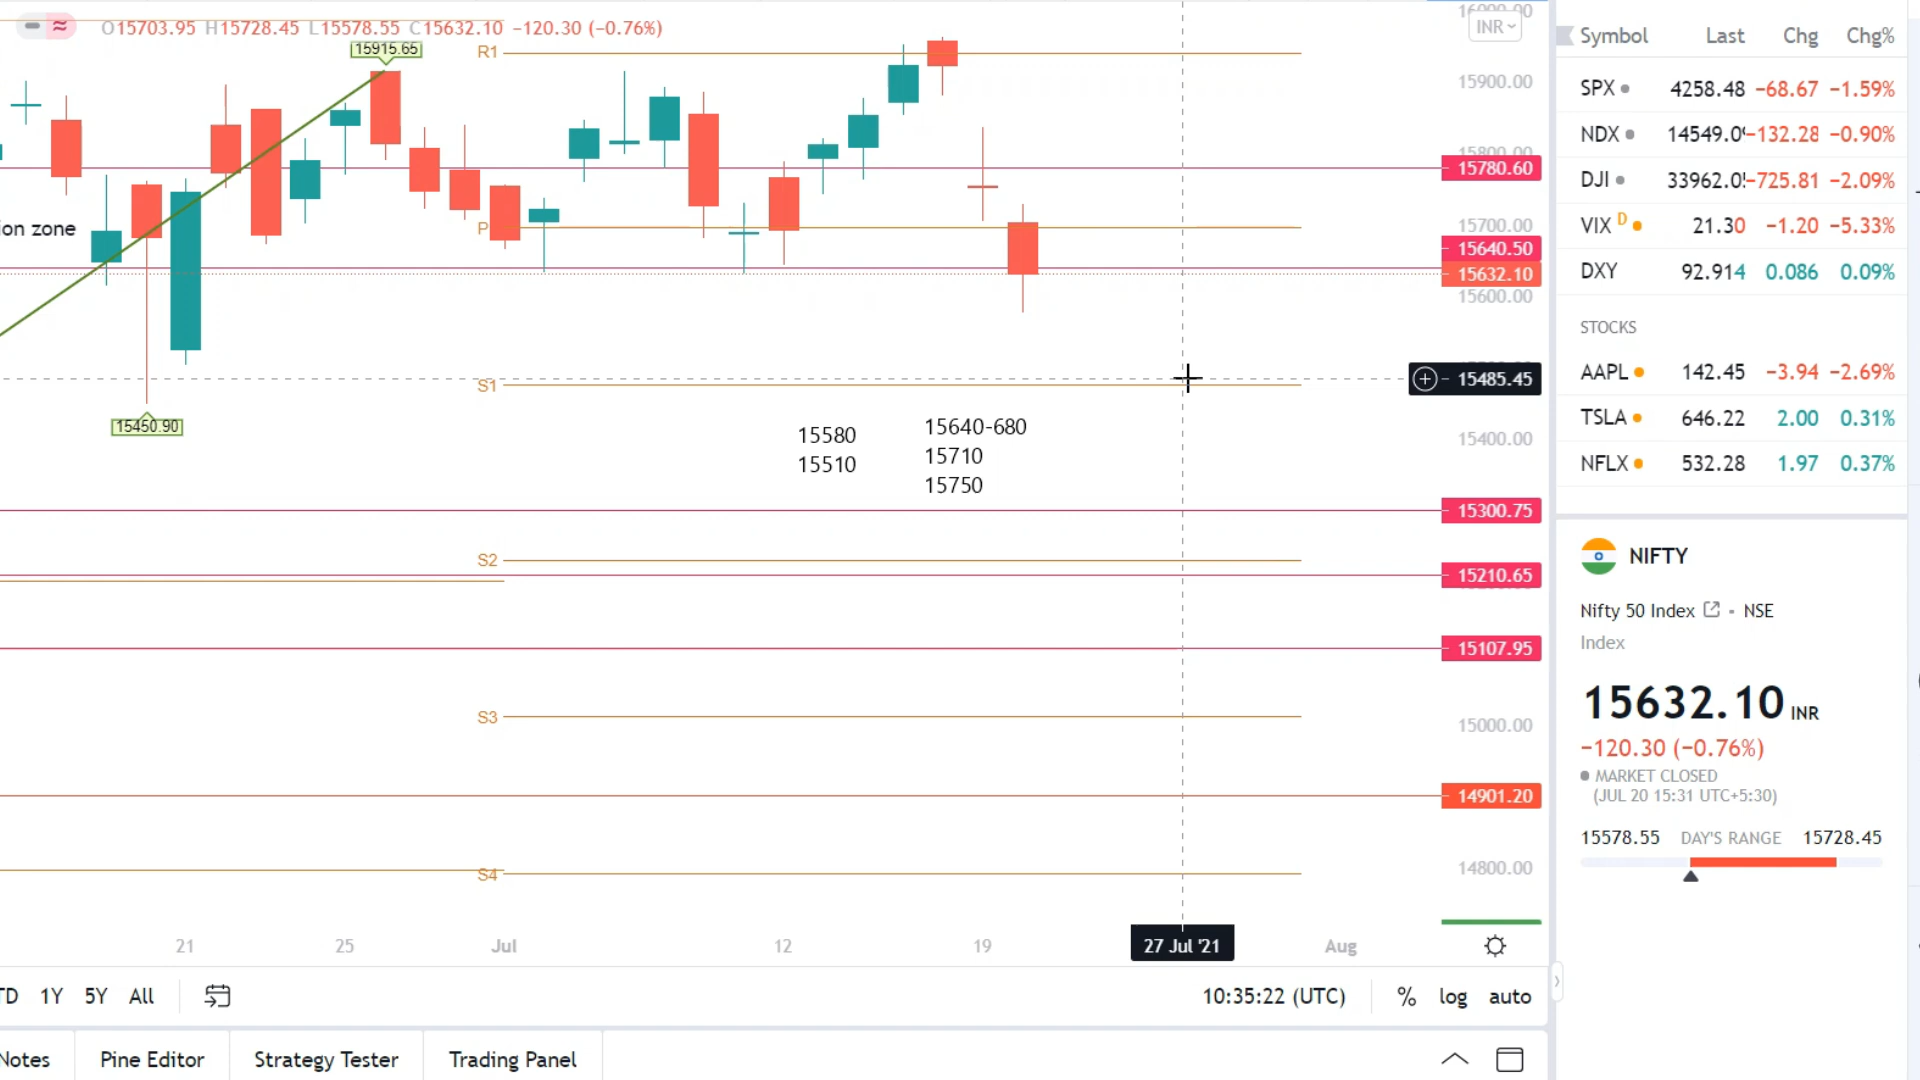 O15703.95 H15728.45 L15578.55 C15632.10 −120.30 (−0.76%)
15915.65
R1
ion zone
P
S1
15450.90
15580
15510
15640-680
15710
15750
S2
S3
S4
INR
15900.00
15800.00
15780.60
15700.00
15640.50
15632.10
15600.00
15485.45
15400.00
15300.75
15210.65
15107.95
15000.00
14901.20
14800.00
21 25 Jul 12 19 27 Jul '21 Aug
TD 1Y 5Y All
10:35:22 (UTC) % log auto
Notes Pine Editor Strategy Tester Trading Panel
Symbol Last Chg Chg%
SPX 4258.48 −68.67 −1.59%
NDX 14549.0 −132.28 −0.90%
DJI 33962.0 −725.81 −2.09%
VIX D 21.30 −1.20 −5.33%
DXY 92.914 0.086 0.09%
STOCKS
AAPL 142.45 −3.94 −2.69%
TSLA 646.22 2.00 0.31%
NFLX 532.28 1.97 0.37%
NIFTY
Nifty 50 Index NSE
Index
15632.10 INR
−120.30 (−0.76%)
MARKET CLOSED
(JUL 20 15:31 UTC+5:30)
15578.55 DAY'S RANGE 15728.45